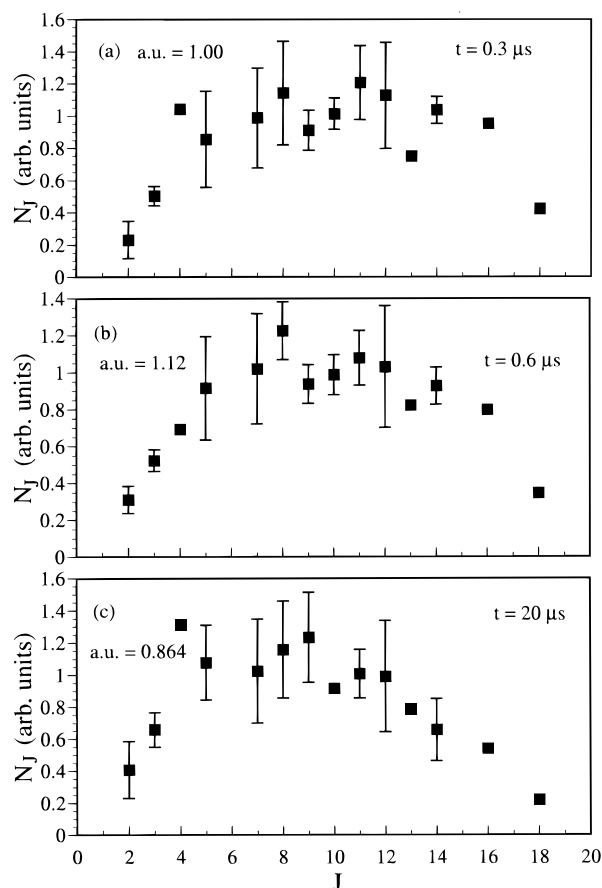 1.6
(a) a.u. = 1.00 t = 0.3 μs
1.4
1.2
1
0.8
0.6
0.4
0.2
0
N_J (arb. units)
1.4
(b)
1.2
a.u. = 1.12 t = 0.6 μs
1
0.8
0.6
0.4
0.2
0
N_J (arb. units)
1.6
(c) t = 20 μs
1.4
1.2
a.u. = 0.864
1
0.8
0.6
0.4
0.2
0
N_J (arb. units)
0 2 4 6 8 10 12 14 16 18 20
J